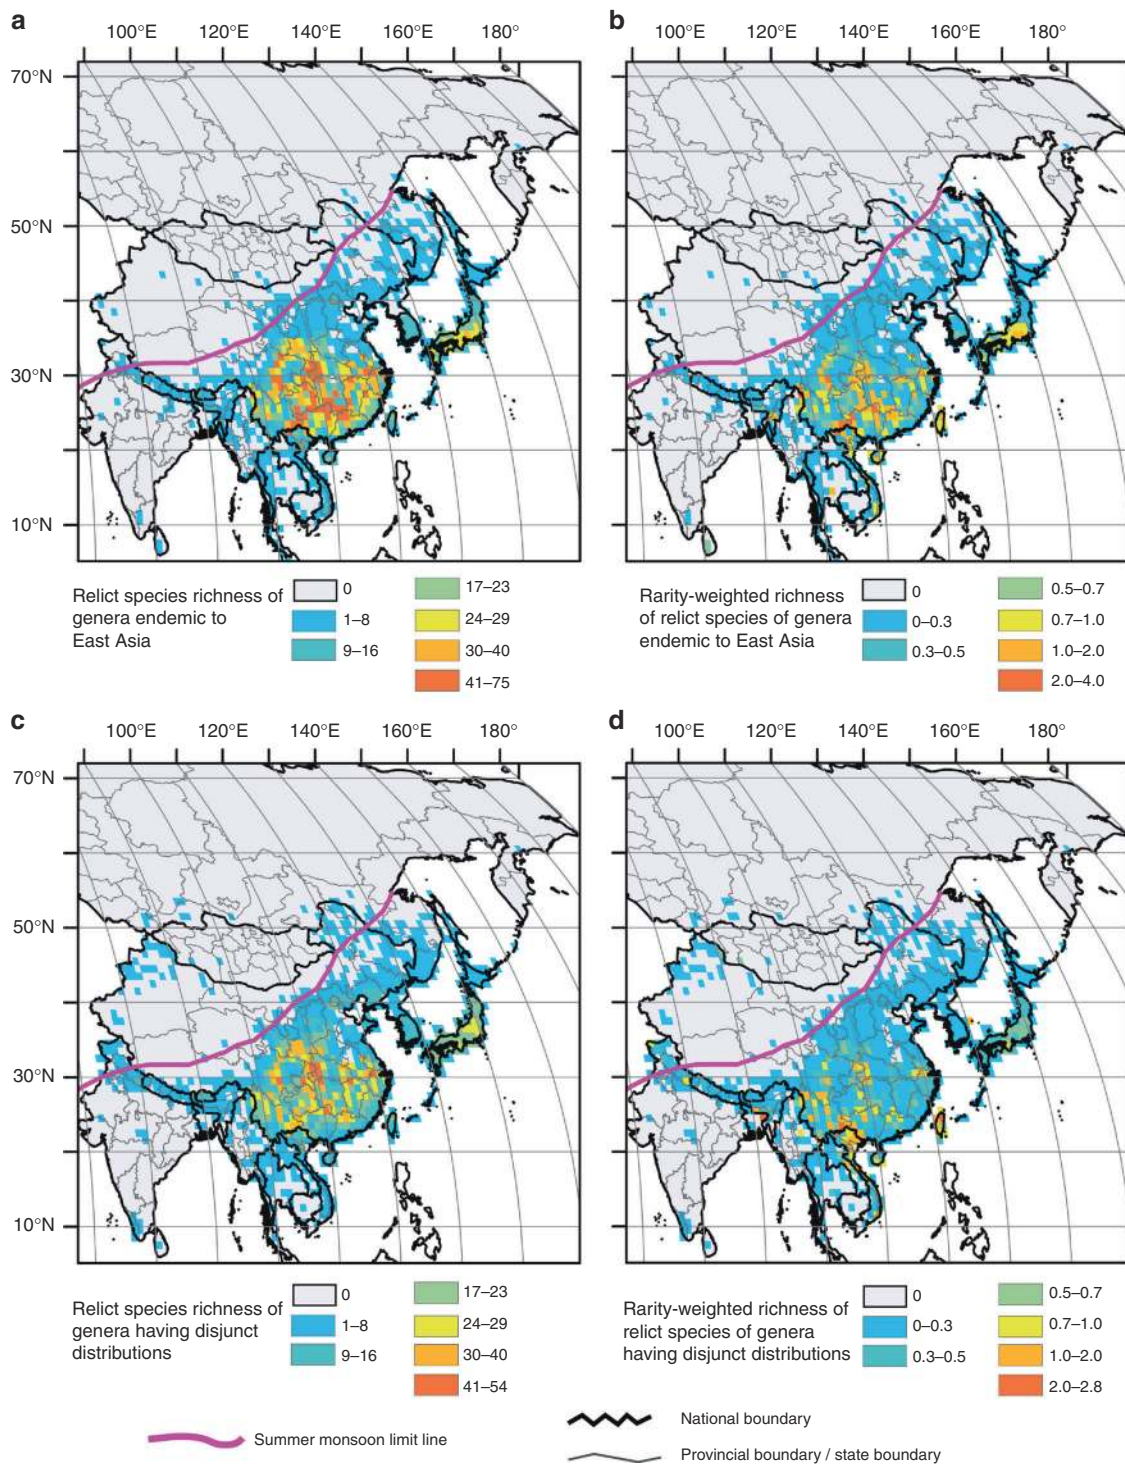 a
100°E 120°E 140°E 160°E 180°
70°N
50°N
30°N
10°N
Relict species richness of
genera endemic to
East Asia
0
1–8
9–16
17–23
24–29
30–40
41–75
b
100°E 120°E 140°E 160°E 180°
70°N
50°N
30°N
10°N
Rarity-weighted richness
of relict species of genera
endemic to East Asia
0
0–0.3
0.3–0.5
0.5–0.7
0.7–1.0
1.0–2.0
2.0–4.0
c
100°E 120°E 140°E 160°E 180°
70°N
50°N
30°N
10°N
Relict species richness of
genera having disjunct
distributions
0
1–8
9–16
17–23
24–29
30–40
41–54
d
100°E 120°E 140°E 160°E 180°
70°N
50°N
30°N
10°N
Rarity-weighted richness of
relict species of genera
having disjunct distributions
0
0–0.3
0.3–0.5
0.5–0.7
0.7–1.0
1.0–2.0
2.0–2.8
Summer monsoon limit line
National boundary
Provincial boundary / state boundary